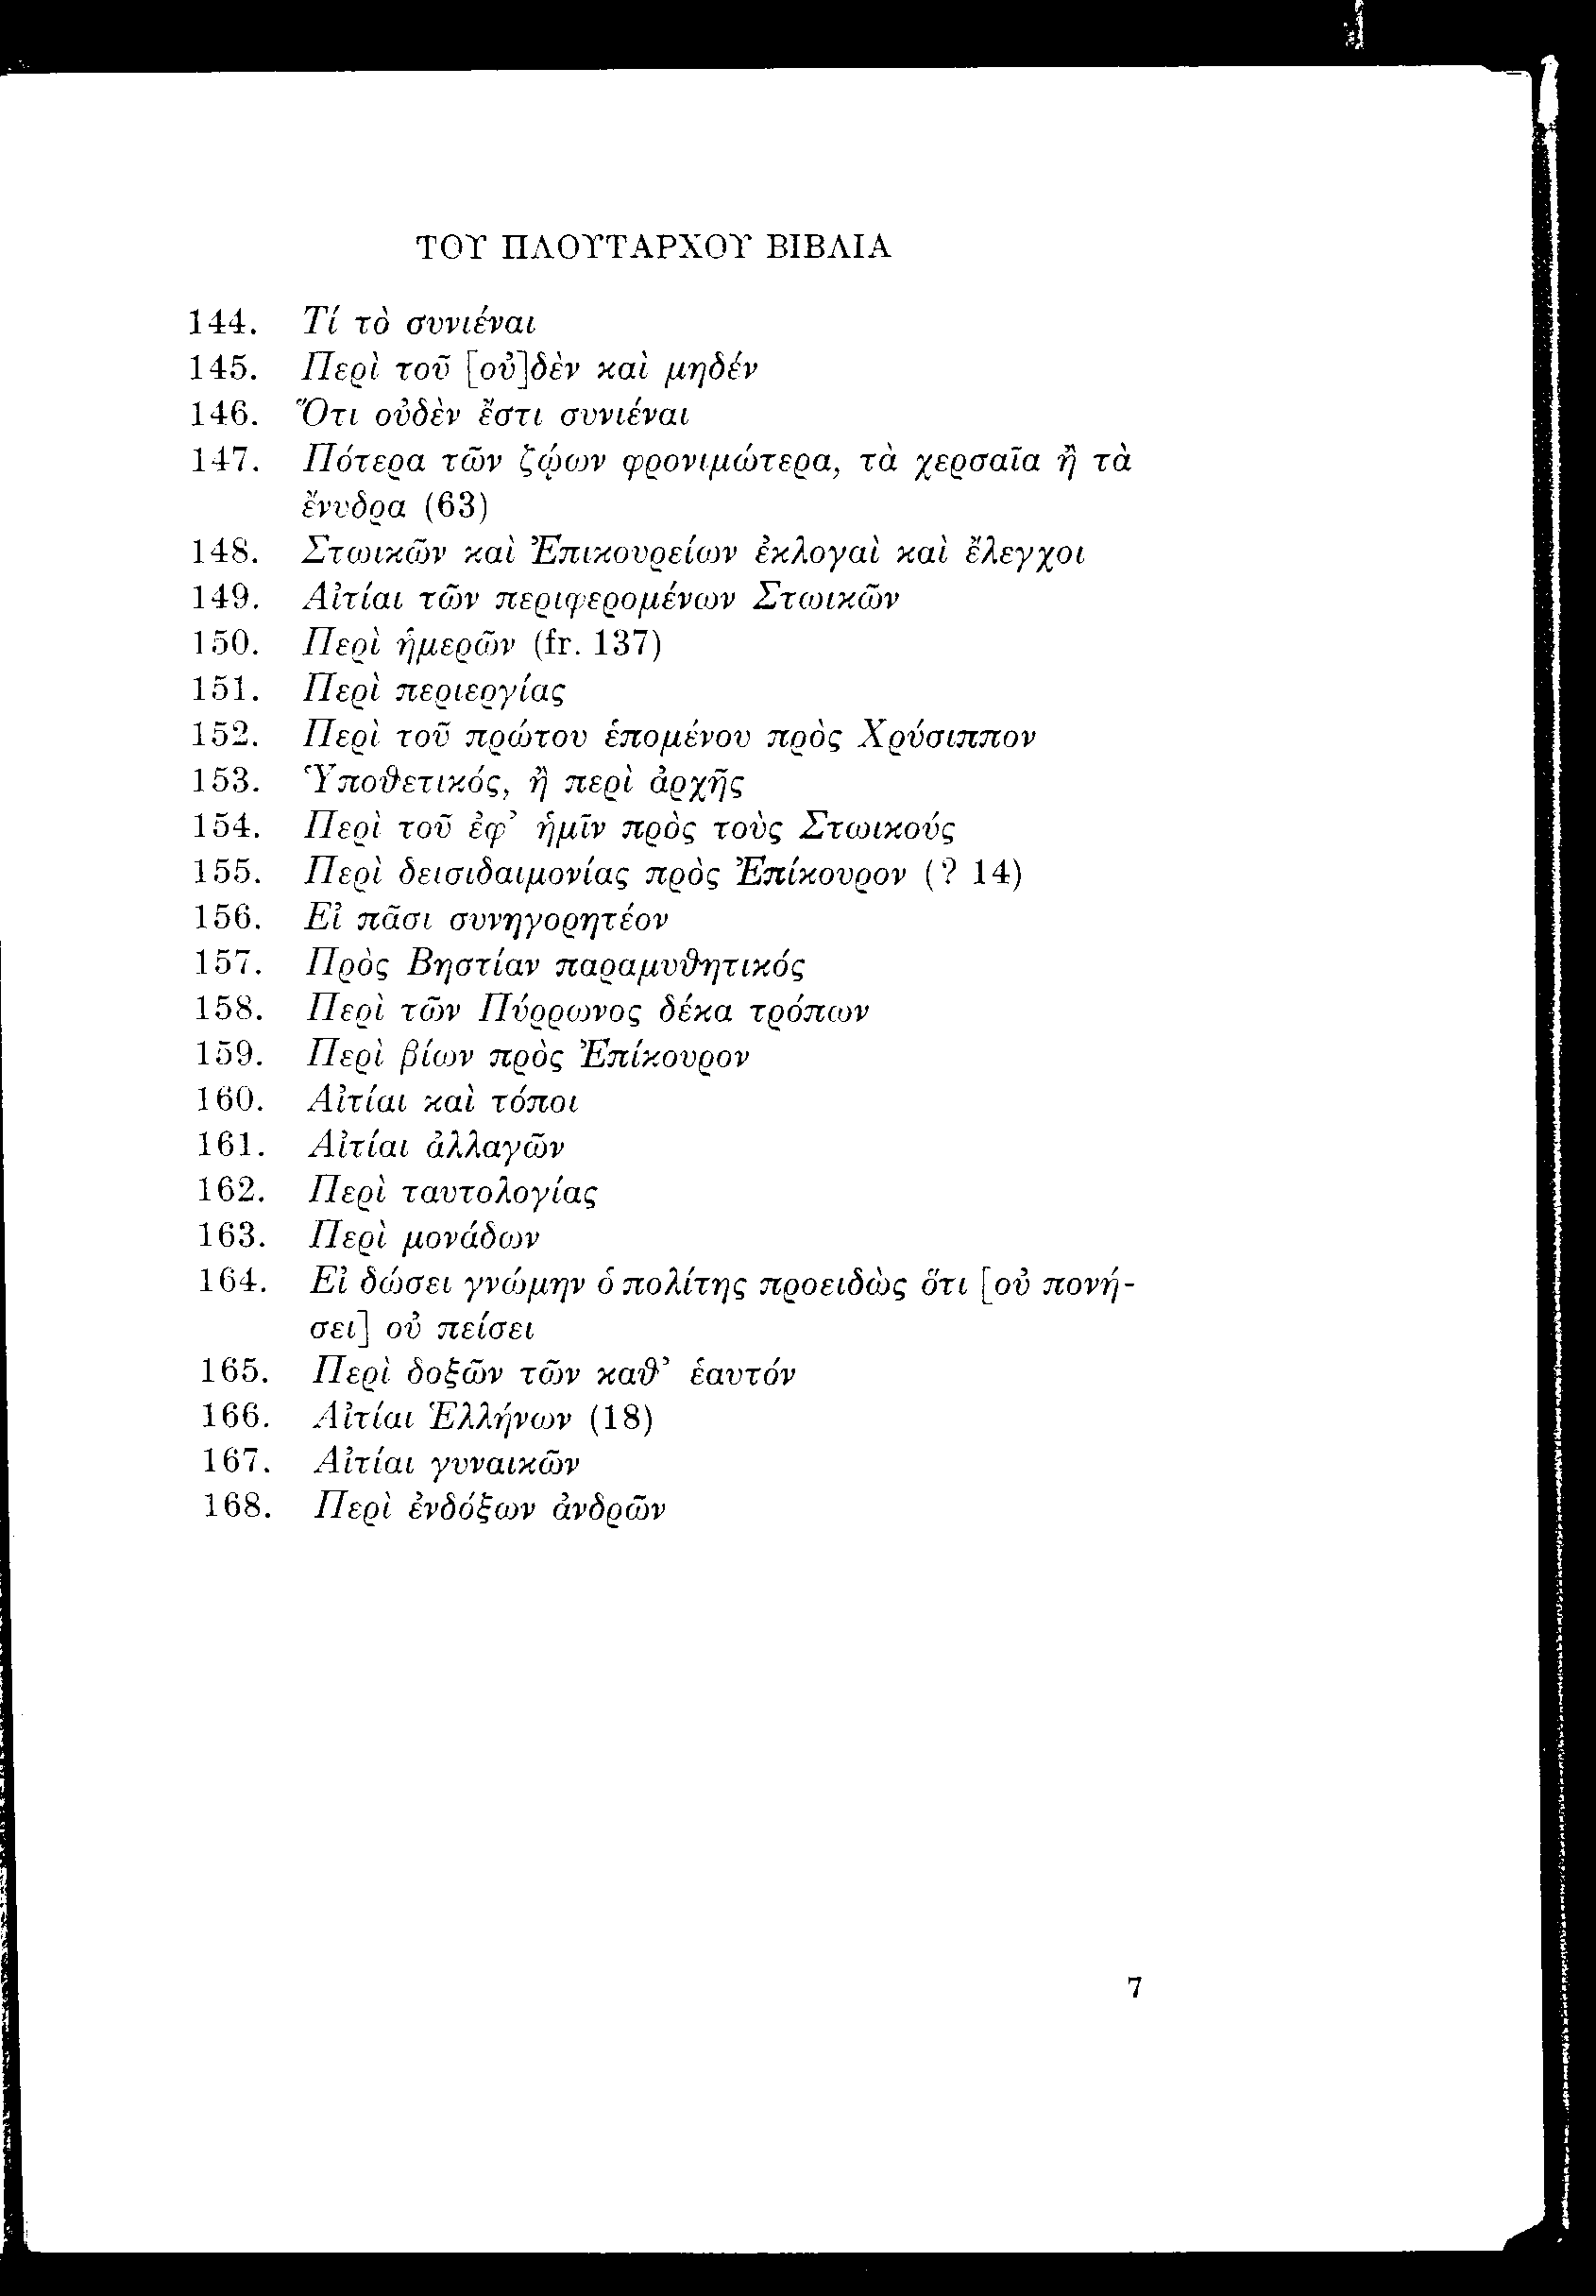 ΤΟΥ ΠΛΟΥΤΑΡΧΟΥ ΒΙΒΛΙΑ
144. Τί τὸ συνιέναι
145. Περὶ τοῦ [οὐ]δὲν καὶ μηδέν
146. Ὅτι οὐδὲν ἔστι συνιέναι
147. Πότερα τῶν ζῴων φρονιμώτερα, τὰ χερσαῖα ἢ τὰ
ἔνυδρα (63)
148. Στωικῶν καὶ Ἐπικουρείων ἐκλογαὶ καὶ ἔλεγχοι
149. Αἰτίαι τῶν περιφερομένων Στωικῶν
150. Περὶ ἡμερῶν (fr. 137)
151. Περὶ περιεργίας
152. Περὶ τοῦ πρώτου ἑπομένου πρὸς Χρύσιππον
153. Ὑποθετικός, ἢ περὶ ἀρχῆς
154. Περὶ τοῦ ἐφ’ ἡμῖν πρὸς τοὺς Στωικούς
155. Περὶ δεισιδαιμονίας πρὸς Ἐπίκουρον (? 14)
156. Εἰ πᾶσι συνηγορητέον
157. Πρὸς Βηστίαν παραμυθητικός
158. Περὶ τῶν Πύρρωνος δέκα τρόπων
159. Περὶ βίων πρὸς Ἐπίκουρον
160. Αἰτίαι καὶ τόποι
161. Αἰτίαι ἀλλαγῶν
162. Περὶ ταυτολογίας
163. Περὶ μονάδων
164. Εἰ δώσει γνώμην ὁ πολίτης προειδὼς ὅτι [οὐ πονή-
σει] οὐ πείσει
165. Περὶ δοξῶν τῶν καθ’ ἑαυτόν
166. Αἰτίαι Ἑλλήνων (18)
167. Αἰτίαι γυναικῶν
168. Περὶ ἐνδόξων ἀνδρῶν
7